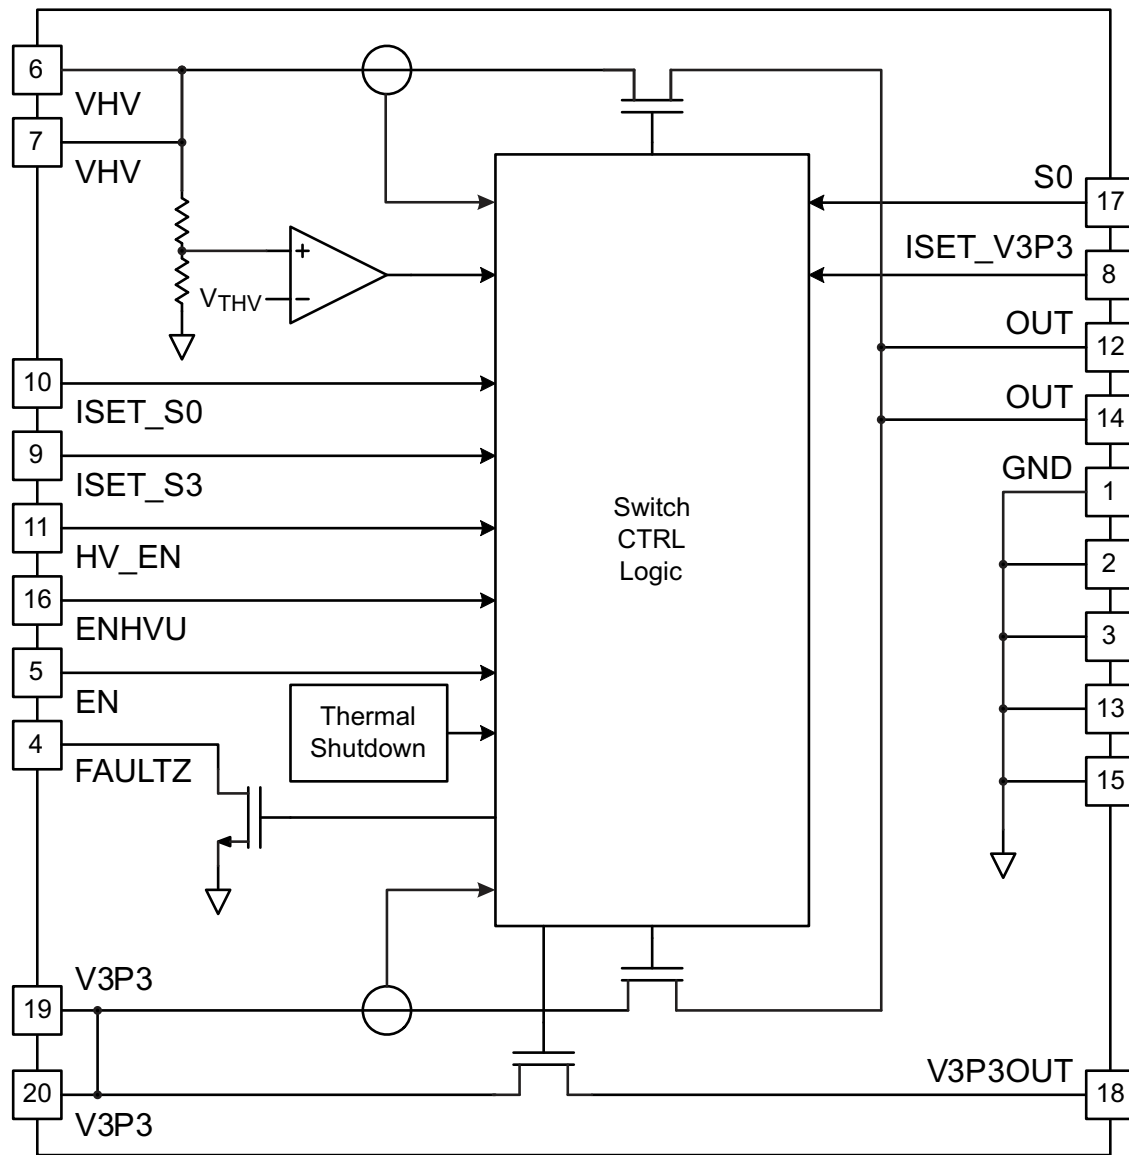 6
VHV
7
VHV
+
V_THV
−
10
ISET_S0
9
ISET_S3
11
HV_EN
16
ENHVU
5
EN
4
FAULTZ
Thermal
Shutdown
Switch
CTRL
Logic
S0
17
ISET_V3P3
8
OUT
12
OUT
14
GND
1
2
3
13
15
V3P3
19
20
V3P3
V3P3OUT
18